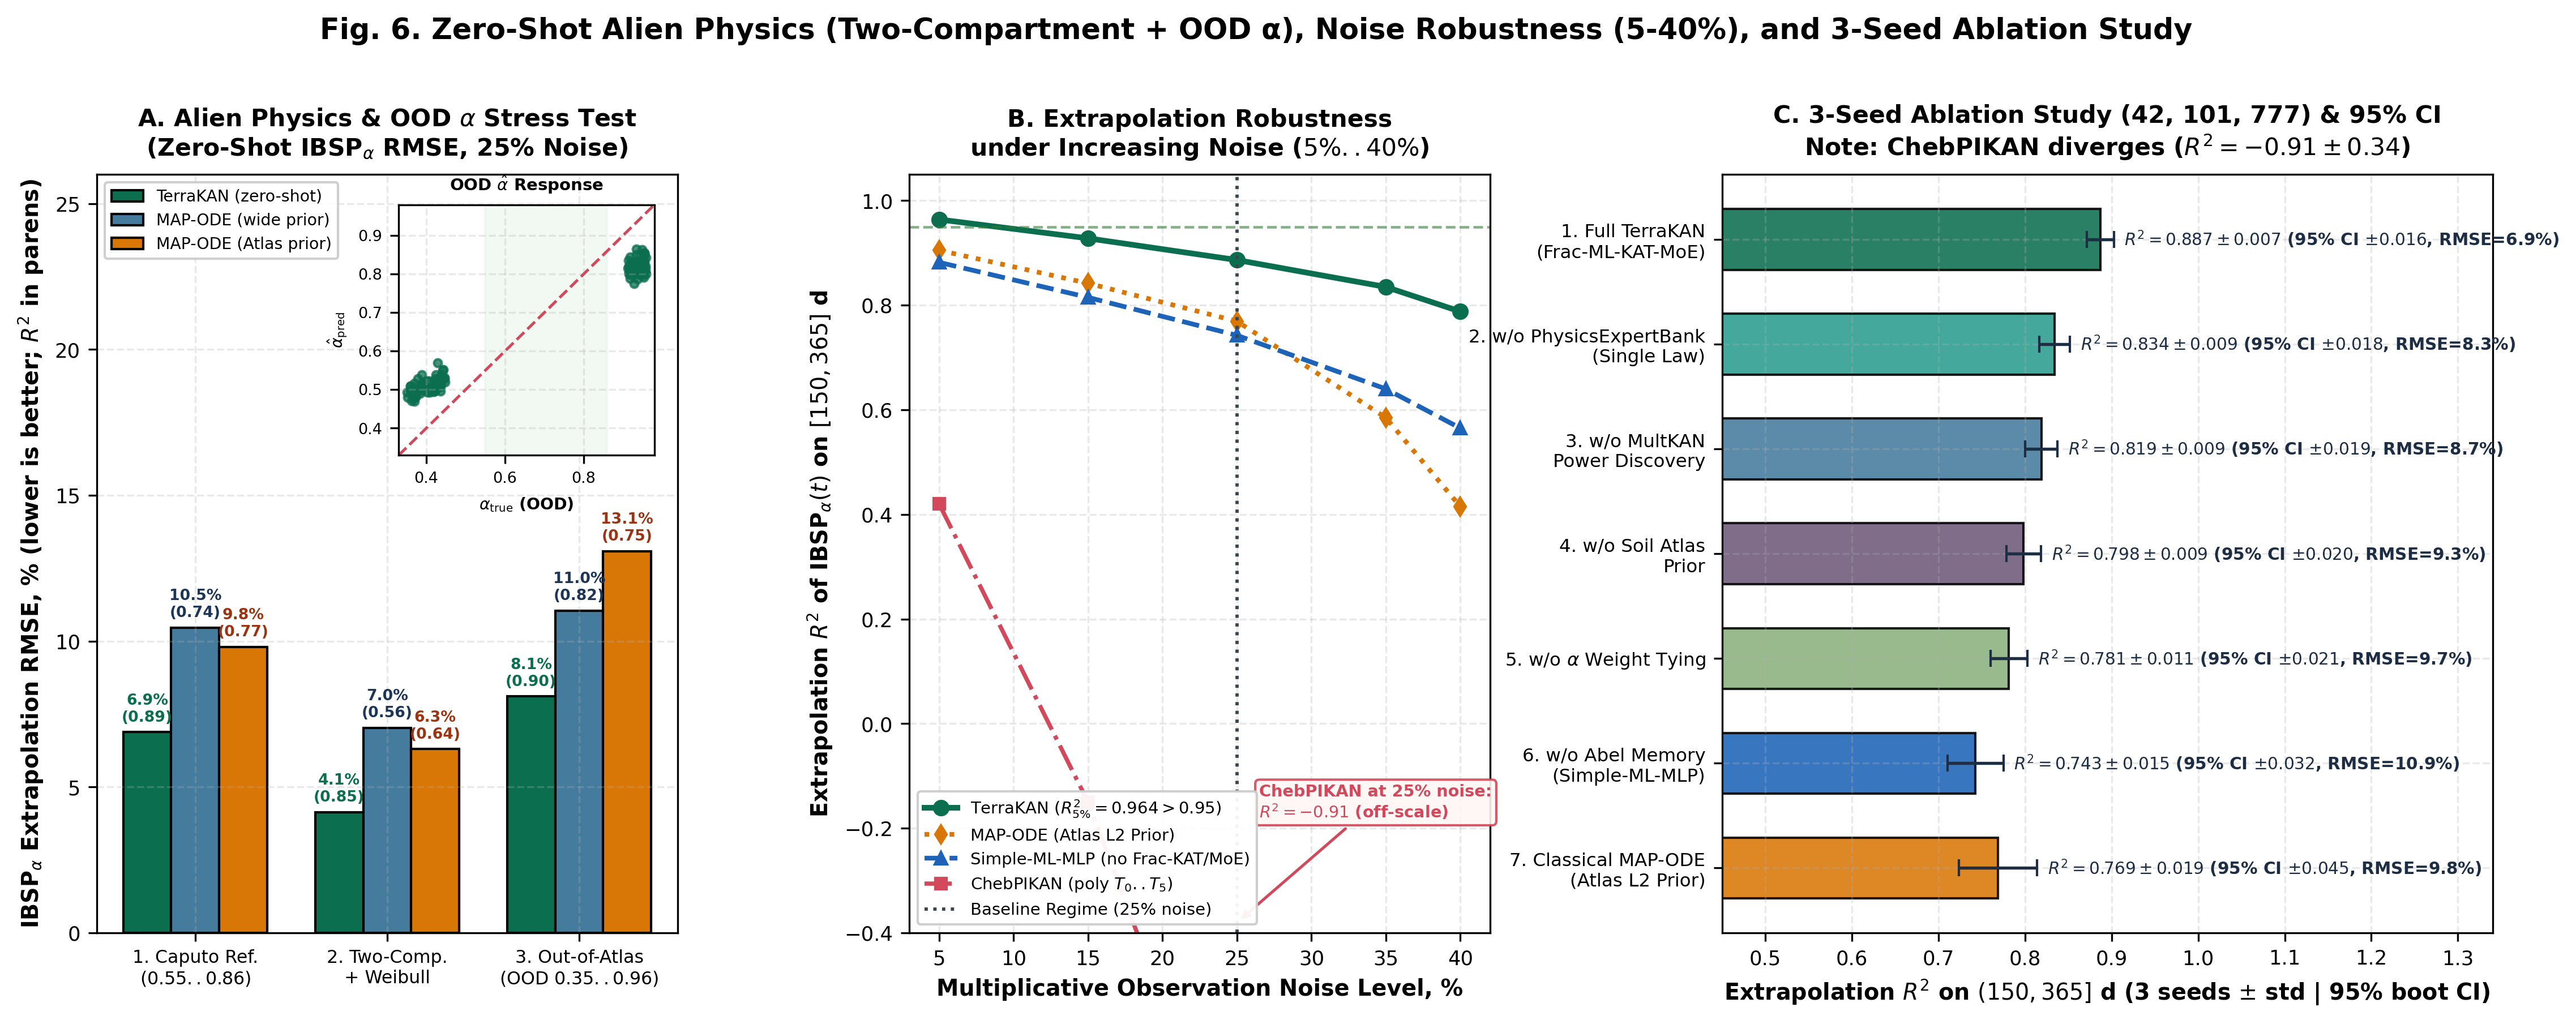 Fig. 6. Zero-Shot Alien Physics (Two-Compartment + OOD α), Noise Robustness (5-40%), and 3-Seed Ablation Study
A. Alien Physics & OOD α Stress Test
(Zero-Shot IBSPα RMSE, 25% Noise)
IBSPα Extrapolation RMSE, % (lower is better; R² in parens)
25
20
15
10
5
0
TerraKAN (zero-shot)
MAP-ODE (wide prior)
MAP-ODE (Atlas prior)
OOD α̂ Response
α̂pred
0.9
0.8
0.7
0.6
0.5
0.4
0.4 0.6 0.8
αtrue (OOD)
6.9%
(0.89)
10.5%
(0.74)
9.8%
(0.77)
4.1%
(0.85)
7.0%
(0.56)
6.3%
(0.64)
8.1%
(0.90)
11.0%
(0.82)
13.1%
(0.75)
1. Caputo Ref.
(0.55..0.86)
2. Two-Comp.
+ Weibull
3. Out-of-Atlas
(OOD 0.35..0.96)
B. Extrapolation Robustness
under Increasing Noise (5%..40%)
Extrapolation R² of IBSPα(t) on [150, 365] d
1.0
0.8
0.6
0.4
0.2
0.0
−0.2
−0.4
TerraKAN (R²5% = 0.964 > 0.95)
MAP-ODE (Atlas L2 Prior)
Simple-ML-MLP (no Frac-KAT/MoE)
ChebPIKAN (poly T₀..T₅)
Baseline Regime (25% noise)
ChebPIKAN at 25% noise:
R² = −0.91 (off-scale)
5 10 15 20 25 30 35 40
Multiplicative Observation Noise Level, %
C. 3-Seed Ablation Study (42, 101, 777) & 95% CI
Note: ChebPIKAN diverges (R² = −0.91 ± 0.34)
1. Full TerraKAN
(Frac-ML-KAT-MoE)
R² = 0.887 ± 0.007 (95% CI ±0.016, RMSE=6.9%)
2. w/o PhysicsExpertBank
(Single Law)
R² = 0.834 ± 0.009 (95% CI ±0.018, RMSE=8.3%)
3. w/o MultKAN
Power Discovery
R² = 0.819 ± 0.009 (95% CI ±0.019, RMSE=8.7%)
4. w/o Soil Atlas
Prior
R² = 0.798 ± 0.009 (95% CI ±0.020, RMSE=9.3%)
5. w/o α Weight Tying
R² = 0.781 ± 0.011 (95% CI ±0.021, RMSE=9.7%)
6. w/o Abel Memory
(Simple-ML-MLP)
R² = 0.743 ± 0.015 (95% CI ±0.032, RMSE=10.9%)
7. Classical MAP-ODE
(Atlas L2 Prior)
R² = 0.769 ± 0.019 (95% CI ±0.045, RMSE=9.8%)
0.5 0.6 0.7 0.8 0.9 1.0 1.1 1.2 1.3
Extrapolation R² on (150, 365] d (3 seeds ± std | 95% boot CI)